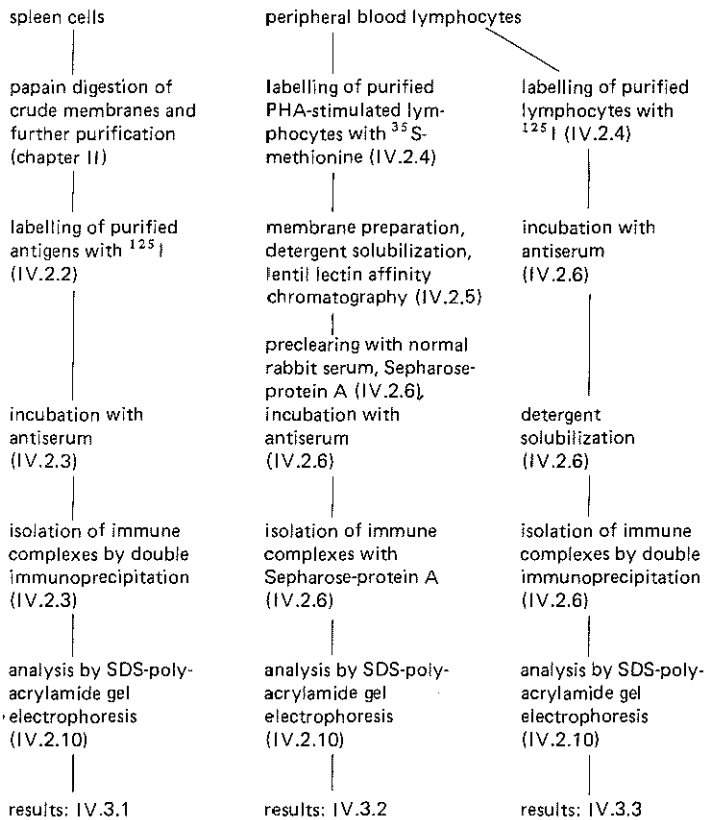 spleen cells
peripheral blood lymphocytes
papain digestion of
crude membranes and
further purification
(chapter II)
labelling of purified
antigens with ¹²⁵I
(IV.2.2)
incubation with
antiserum
(IV.2.3)
isolation of immune
complexes by double
immunoprecipitation
(IV.2.3)
analysis by SDS-poly-
acrylamide gel
electrophoresis
(IV.2.10)
results: IV.3.1
labelling of purified
PHA-stimulated lym-
phocytes with ³⁵S-
methionine (IV.2.4)
membrane preparation,
detergent solubilization,
lentil lectin affinity
chromatography (IV.2.5)
preclearing with normal
rabbit serum, Sepharose-
protein A (IV.2.6),
incubation with
antiserum
(IV.2.6)
isolation of immune
complexes with
Sepharose-protein A
(IV.2.6)
analysis by SDS-poly-
acrylamide gel
electrophoresis
(IV.2.10)
results: IV.3.2
labelling of purified
lymphocytes with
¹²⁵I (IV.2.4)
incubation with
antiserum
(IV.2.6)
detergent
solubilization
(IV.2.6)
isolation of immune
complexes by double
immunoprecipitation
(IV.2.6)
analysis by SDS-poly-
acrylamide gel
electrophoresis
(IV.2.10)
results: IV.3.3